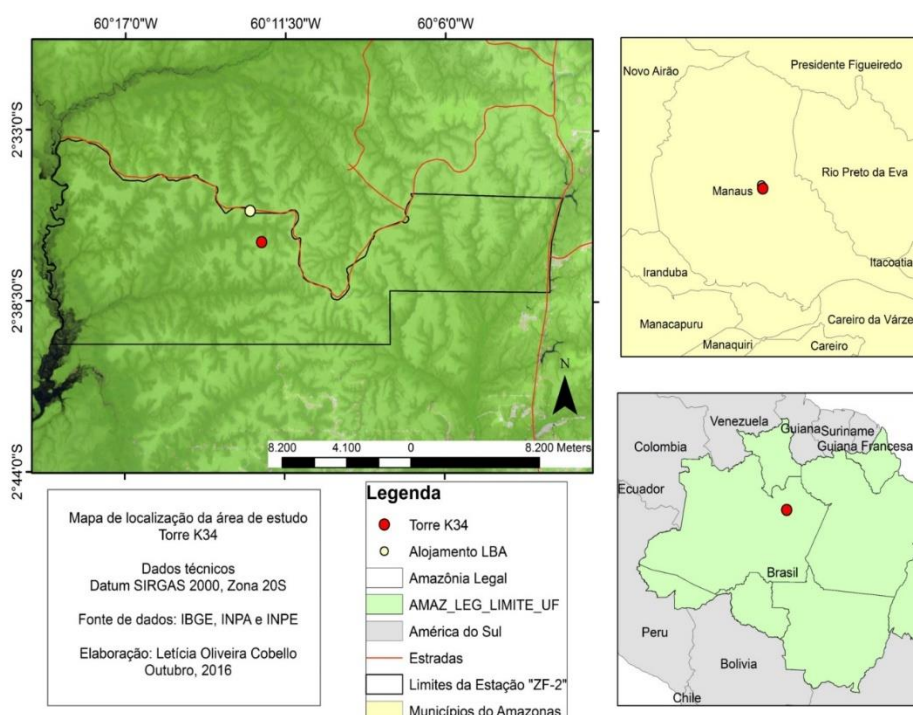 60°17'0"W
60°11'30"W
60°6'0"W
2°33'0"S
2°38'30"S
2°44'0"S
N
8.200 4.100 0 8.200 Meters
Novo Airão
Presidente Figueiredo
Manaus
Rio Preto da Eva
Itacoatia
Iranduba
Manacapuru
Careiro da Várze
Manaquiri
Careiro
Mapa de localização da área de estudo
Torre K34
Dados técnicos
Datum SIRGAS 2000, Zona 20S
Fonte de dados: IBGE, INPA e INPE
Elaboração: Letícia Oliveira Cobello
Outubro, 2016
Legenda
Torre K34
Alojamento LBA
Amazônia Legal
AMAZ_LEG_LIMITE_UF
América do Sul
Estradas
Limites da Estação "ZF-2"
Municípios do Amazonas
Venezuela
Guiana
Suriname
Guiana Francesa
Colombia
Ecuador
Brasil
Peru
Bolivia
Chile